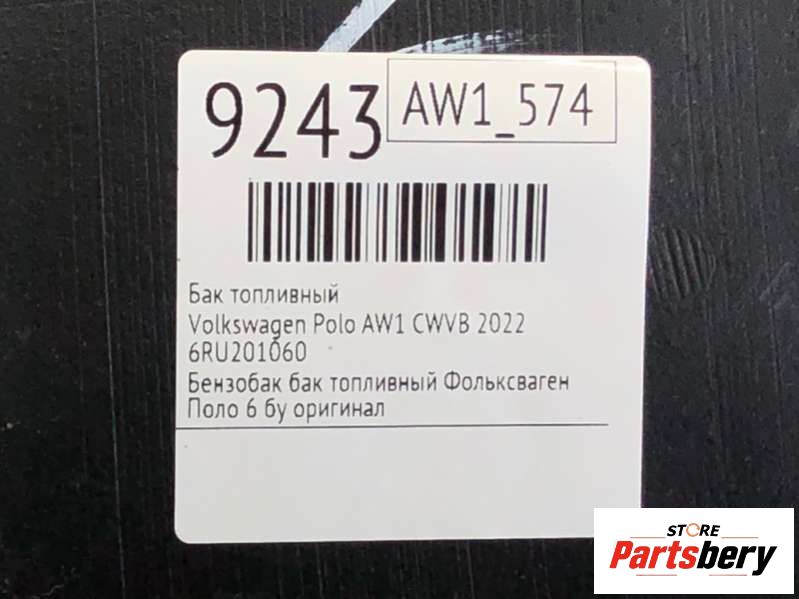 9243 AW1_574
Бак топливный
Volkswagen Polo AW1 CWVB 2022
6RU201060
Бензобак бак топливный Фольксваген
Поло 6 бу оригинал
STORE
Partsbery